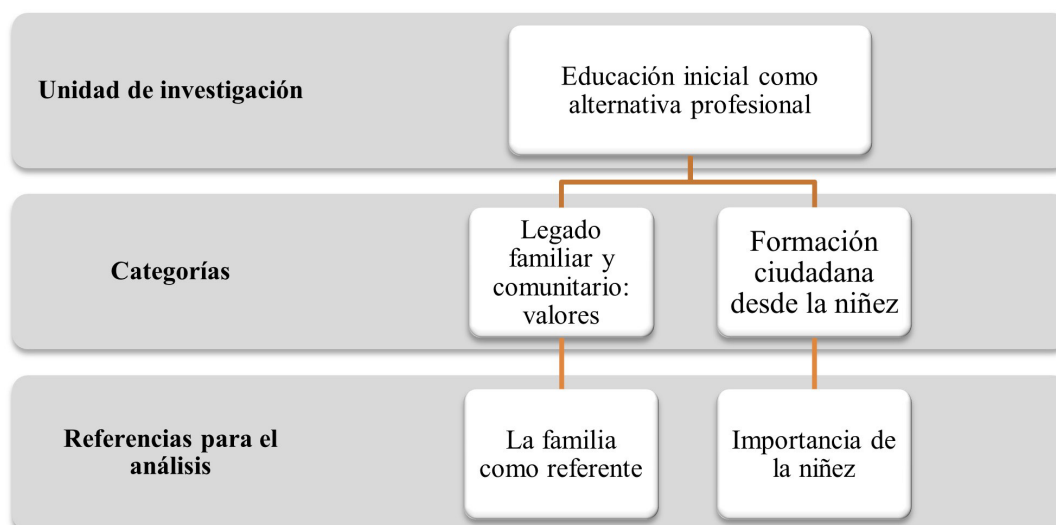 Unidad de investigación
Educación inicial como
alternativa profesional
Categorías
Legado
familiar y
comunitario:
valores
Formación
ciudadana
desde la niñez
Referencias para el
análisis
La familia
como referente
Importancia de
la niñez